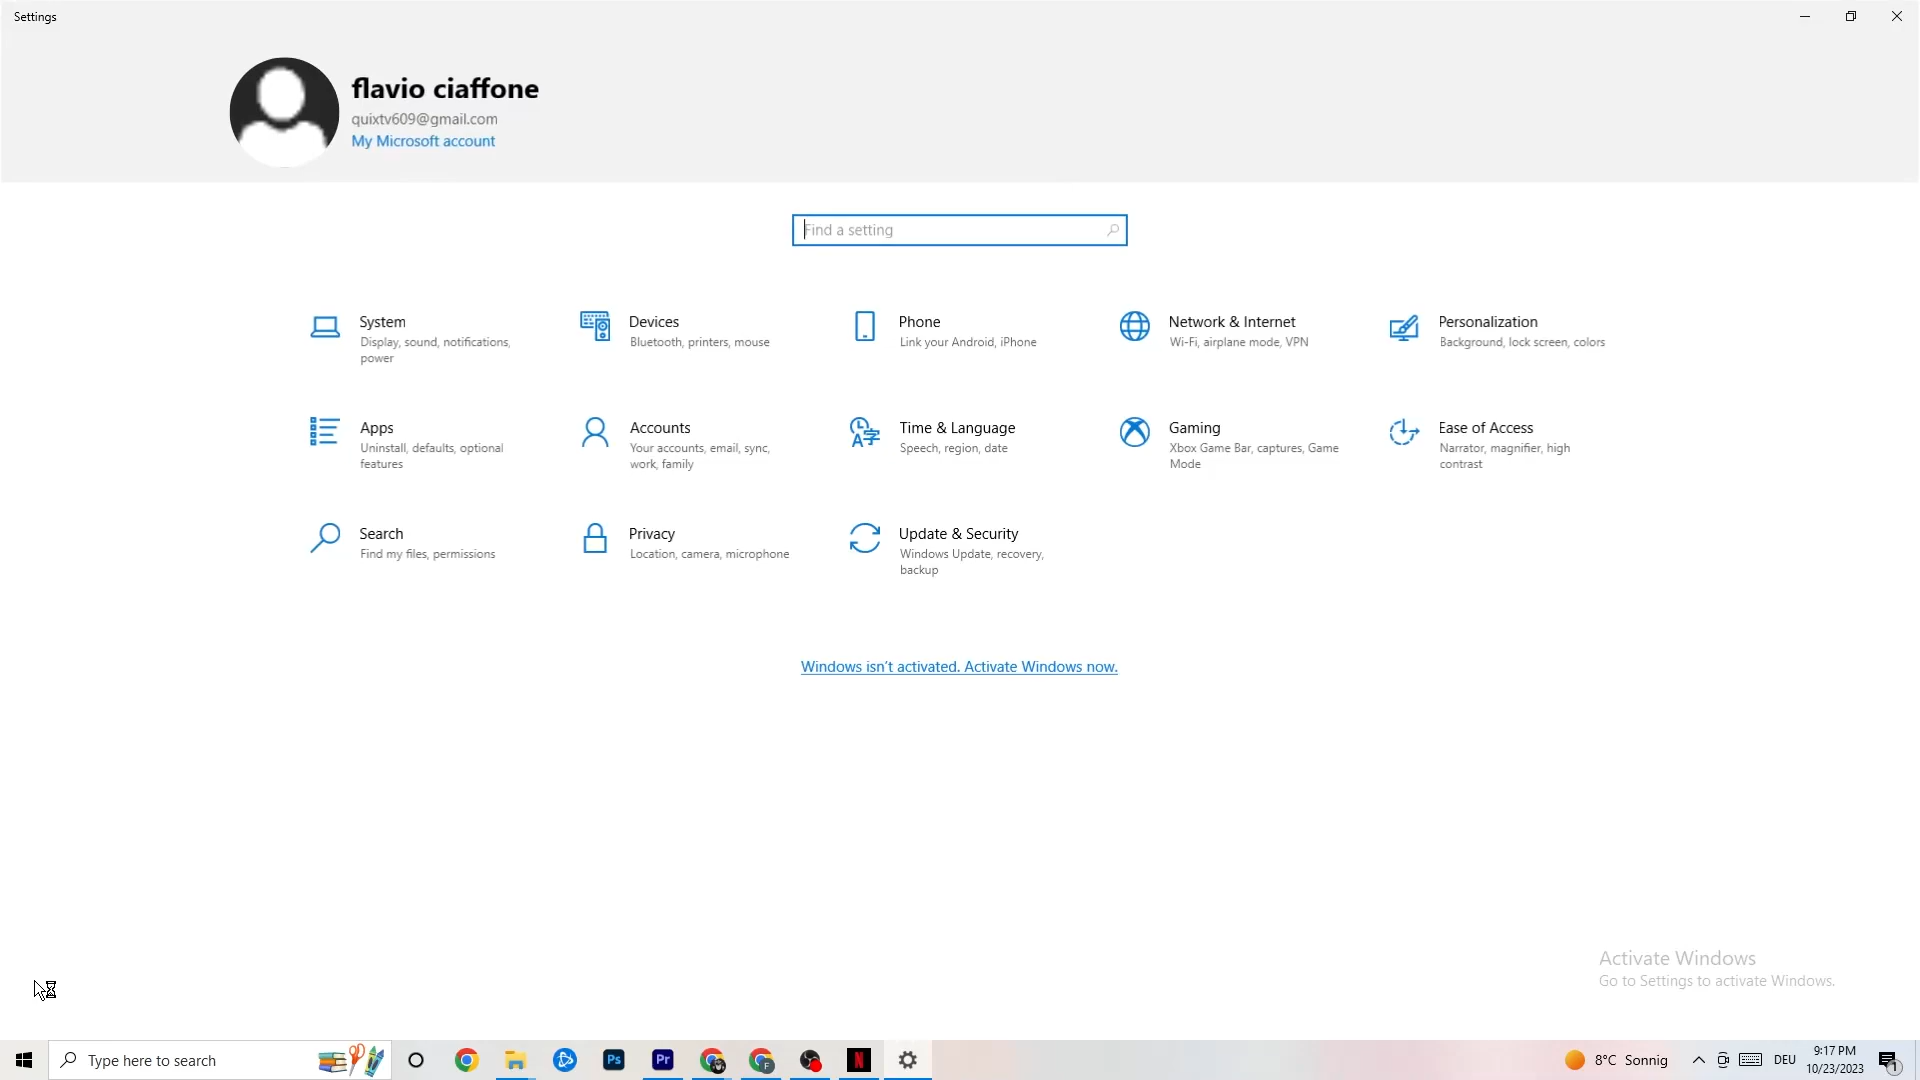 Settings
flavio ciaffone
quixtv609@gmail.com
My Microsoft account
Find a setting
System
Display, sound, notifications,
power
Devices
Bluetooth, printers, mouse
Phone
Link your Android, iPhone
Network & Internet
Wi-Fi, airplane mode, VPN
Personalization
Background, lock screen, colors
Apps
Uninstall, defaults, optional
features
Accounts
Your accounts, email, sync,
work, family
Time & Language
Speech, region, date
Gaming
Xbox Game Bar, captures, Game
Mode
Ease of Access
Narrator, magnifier, high
contrast
Search
Find my files, permissions
Privacy
Location, camera, microphone
Update & Security
Windows Update, recovery,
backup
Windows isn't activated. Activate Windows now.
Activate Windows
Go to Settings to activate Windows.
Type here to search
Ps
Pr
F
N
8°C Sonnig
DEU
9:17 PM
10/23/2023
1